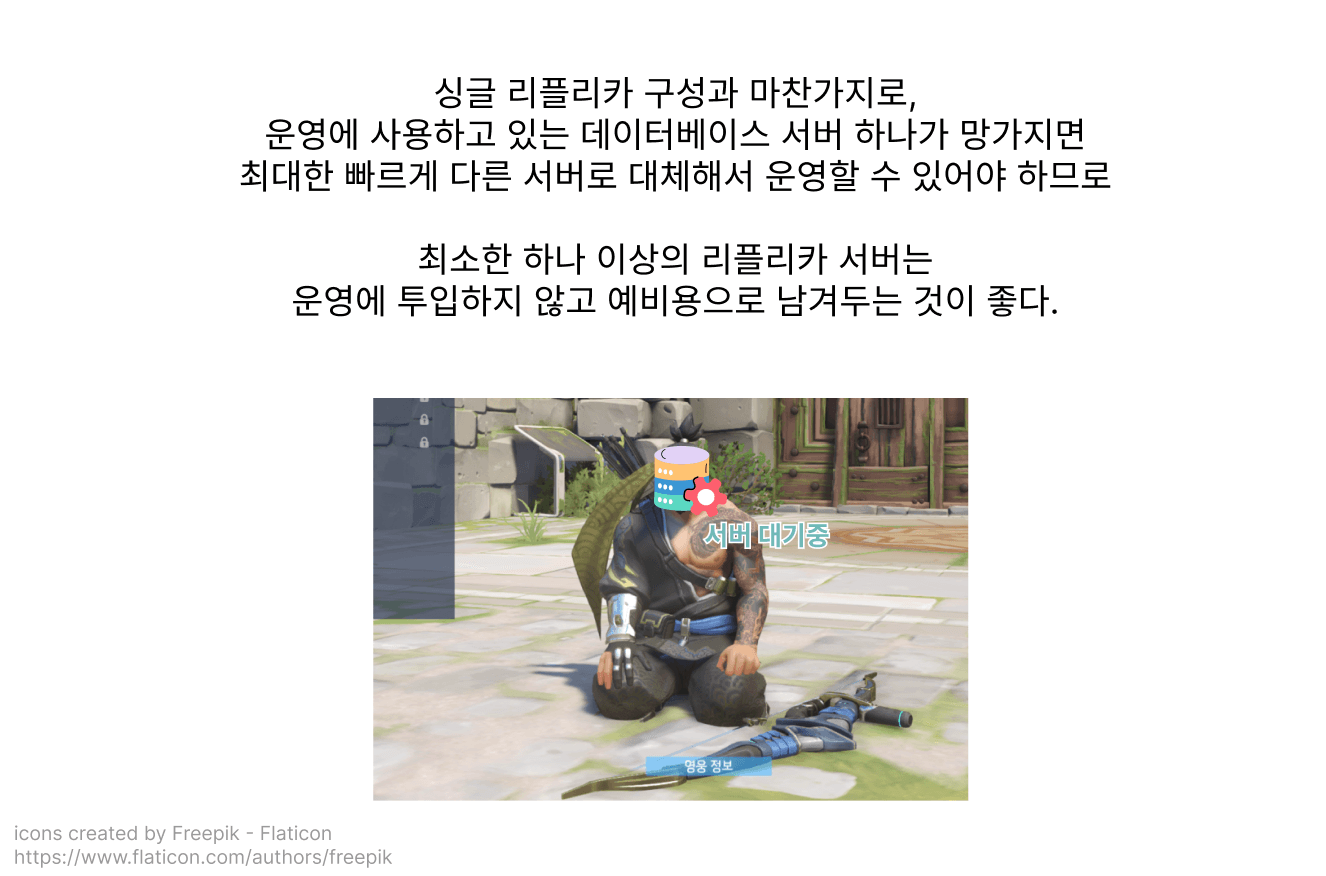 싱글 리플리카 구성과 마찬가지로,
운영에 사용하고 있는 데이터베이스 서버 하나가 망가지면
최대한 빠르게 다른 서버로 대체해서 운영할 수 있어야 하므로
최소한 하나 이상의 리플리카 서버는
운영에 투입하지 않고 예비용으로 남겨두는 것이 좋다.
서버 대기중
영웅 정보
icons created by Freepik - Flaticon
https://www.flaticon.com/authors/freepik